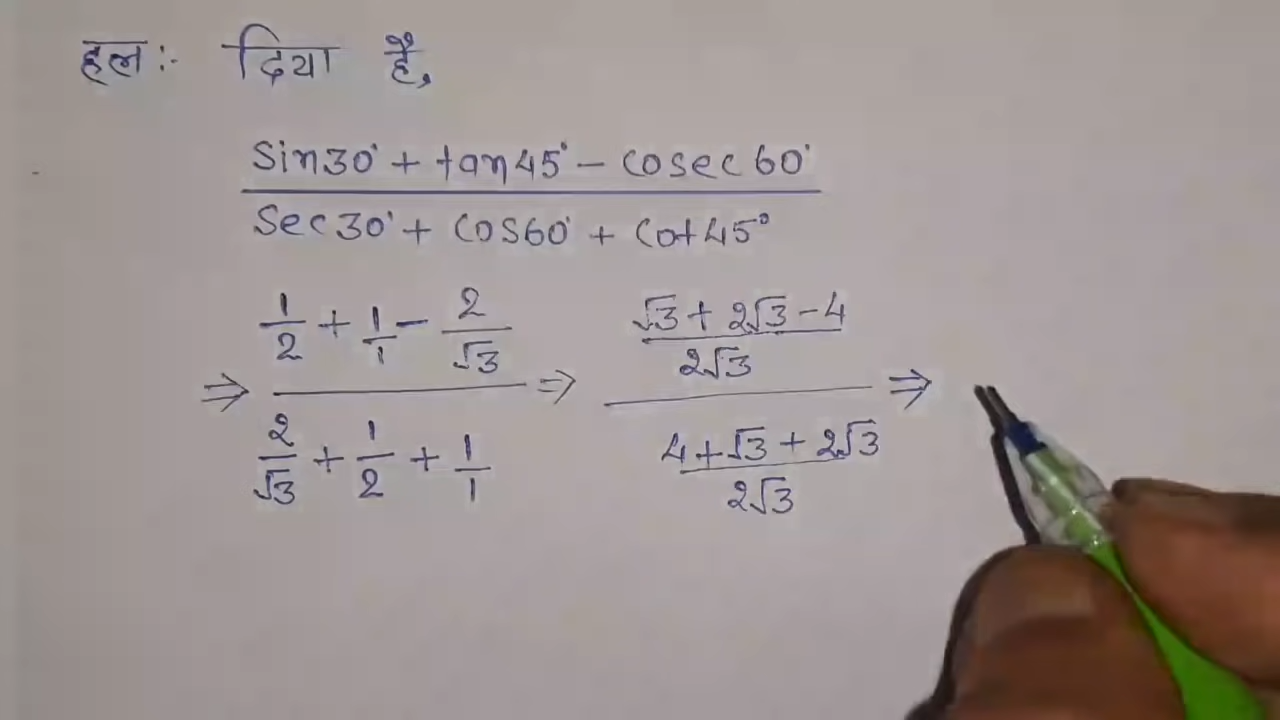 हल :- दिया है,
sin30° + tan45° - cosec60°
sec30° + cos60° + cot45°
⇒ 1/2 + 1/1 - 2/√3 ⇒ √3 + 2√3 - 4 / 2√3 ⇒
2/√3 + 1/2 + 1/1 4 + √3 + 2√3 / 2√3